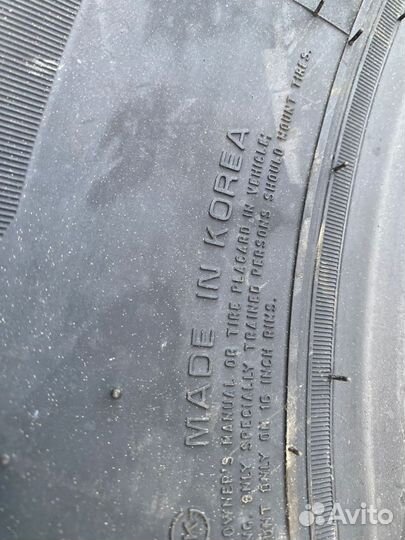 MADE IN KOREA
OWNER'S MANUAL OR TIRE PLACARD IN VEHICLE;
ONLY SPECIALLY TRAINED PERSONS SHOULD MOUNT TIRES.
ONLY ON 16 INCH RIMS.
K
Avito